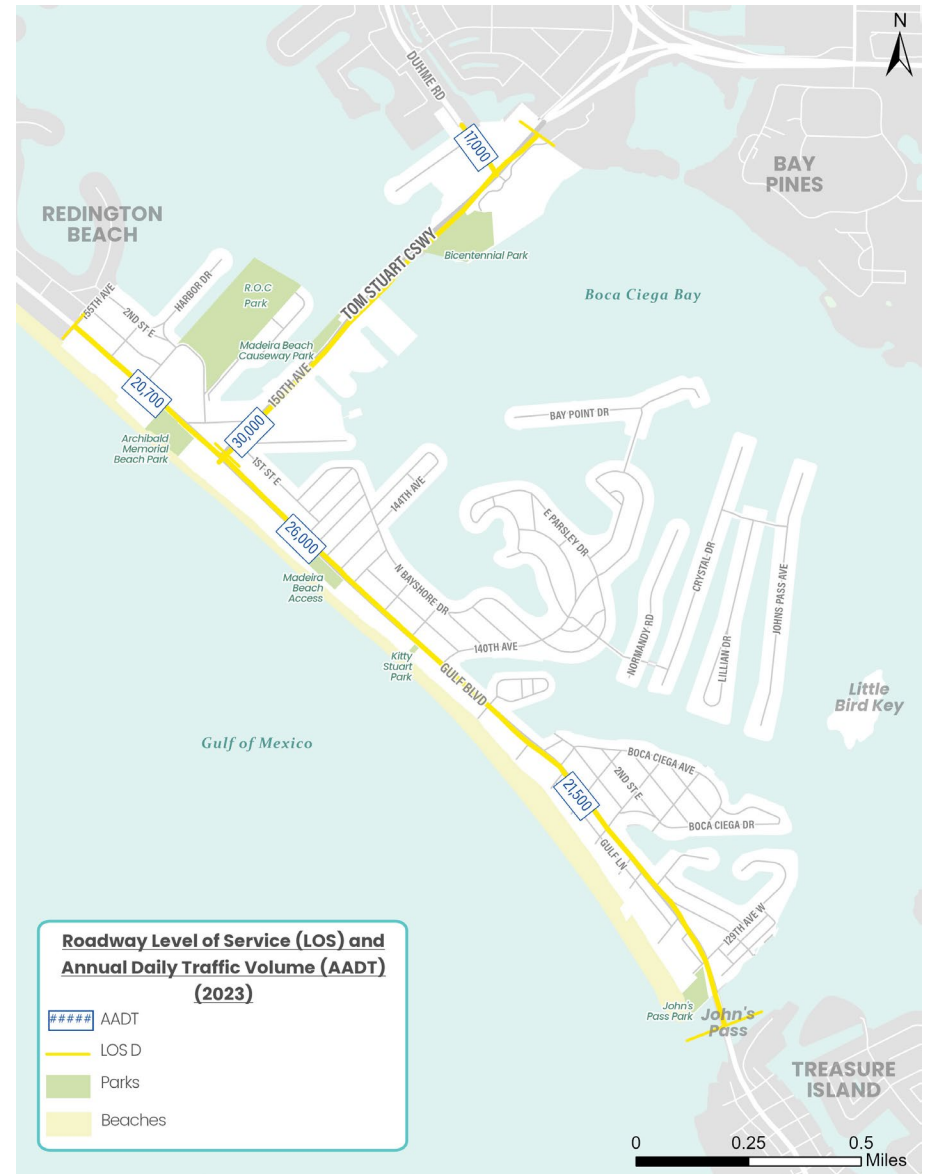 N
DUHME RD
17,000
BAY
PINES
REDINGTON
BEACH
TOM STUART CSWY
Bicentennial Park
155TH AVE
2ND ST E
HARBOR DR
R.O.C
Park
Boca Ciega Bay
Madeira Beach
Causeway Park
150TH AVE
20,700
30,000
Archibald
Memorial
Beach Park
1ST ST E
BAY POINT DR
144TH AVE
26,000
E PARSLEY DR
CRYSTAL DR
JOHNS PASS AVE
Madeira
Beach
Access
N BAYSHORE DR
NORMANDY RD
LILLIAN DR
140TH AVE
Kitty
Stuart
Park
GULF BLVD
Little
Bird Key
Gulf of Mexico
BOCA CIEGA AVE
2ND ST E
21,500
BOCA CIEGA DR
GULF LN
129TH AVE W
John's
Pass Park
John's
Pass
TREASURE
ISLAND
Roadway Level of Service (LOS) and
Annual Daily Traffic Volume (AADT)
(2023)
##### AADT
LOS D
Parks
Beaches
0 0.25 0.5
Miles